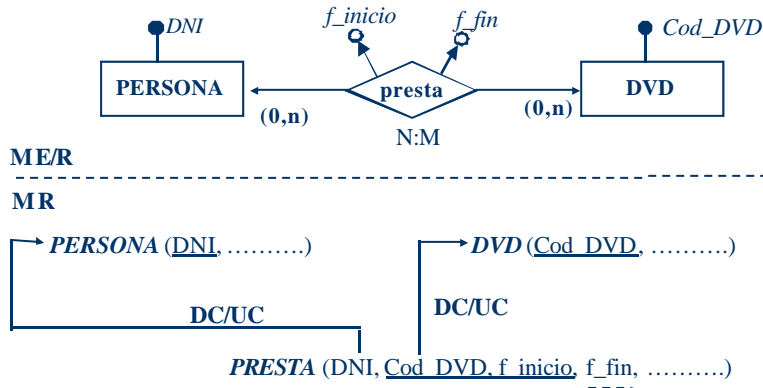 DNI
f_inicio
f_fin
Cod_DVD
PERSONA
presta
DVD
(0,n)
(0,n)
N:M
ME/R
MR
PERSONA (DNI, ..........)
DVD (Cod_DVD, ..........)
DC/UC
DC/UC
PRESTA (DNI, Cod_DVD, f_inicio, f_fin, ..........)